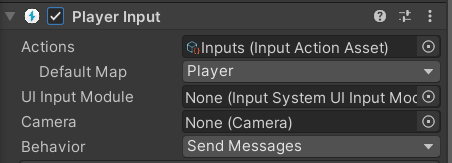 Player Input
Actions Inputs (Input Action Asset)
Default Map Player
UI Input Module None (Input System UI Input Moc
Camera None (Camera)
Behavior Send Messages